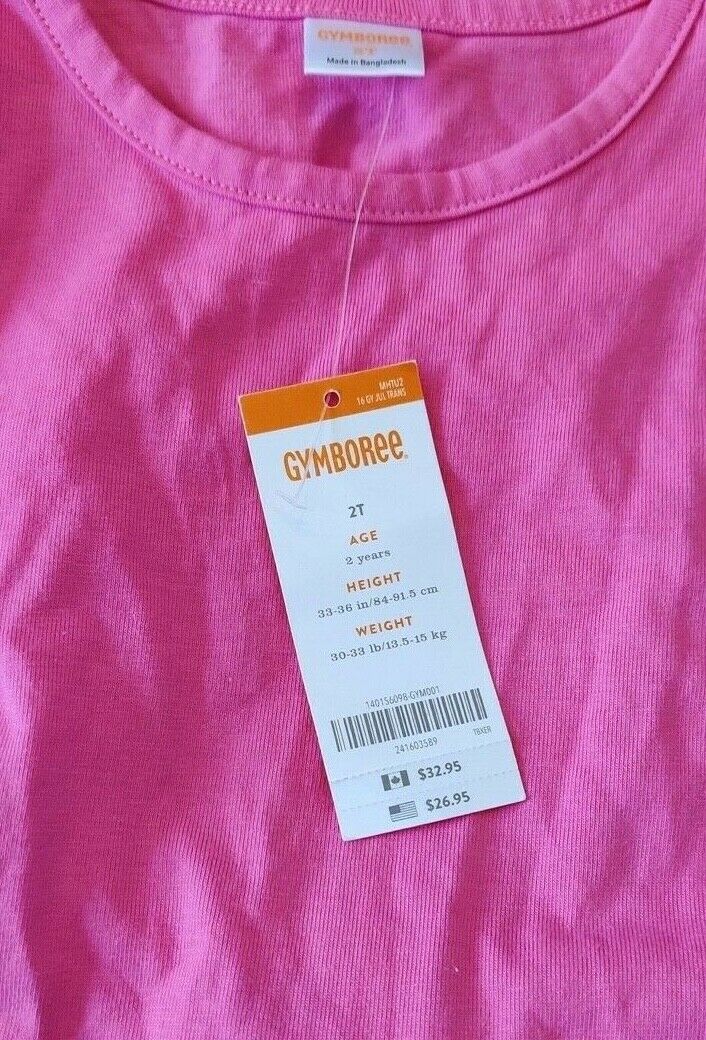 GYMBOREE
2T
Made in Bangladesh
MHTU2
16 GY JUL TRANS
GYMBOREE
2T
AGE
2 years
HEIGHT
33-36 in/84-91.5 cm
WEIGHT
30-33 lb/13.5-15 kg
140156098-GYM001
241603589
TBXER
$32.95
$26.95